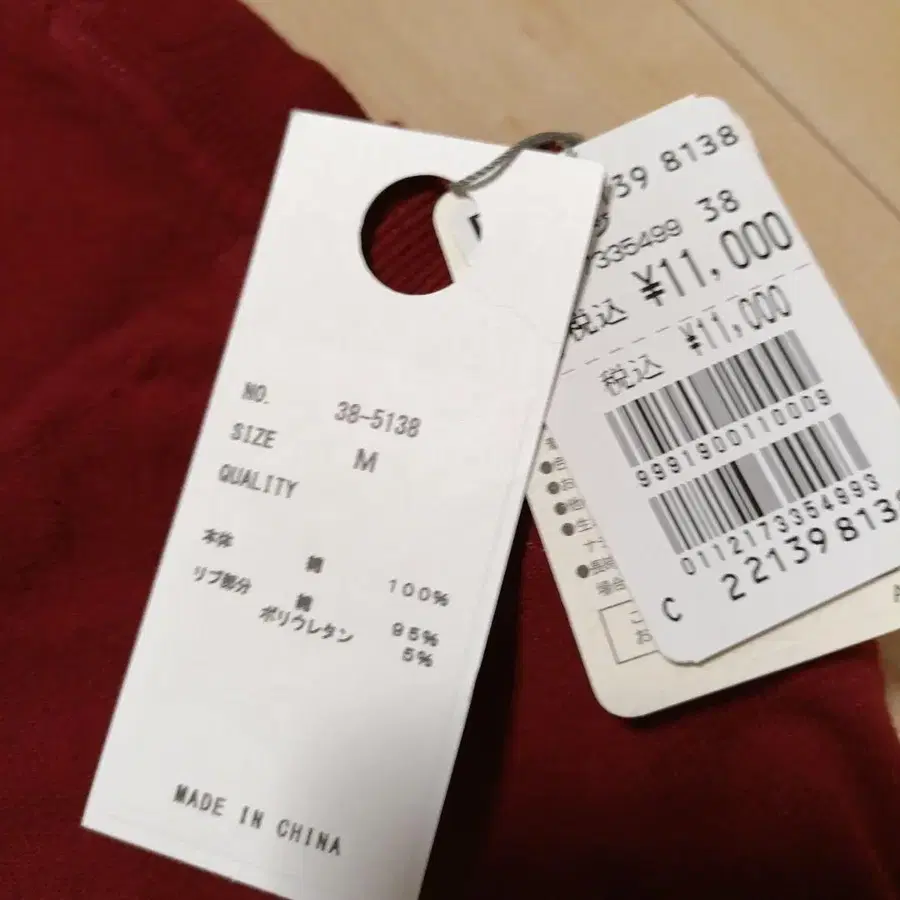 NO. 38-5138
SIZE M
QUALITY
本体 綿 100%
リブ部分 綿 95%
ポリウレタン 5%
MADE IN CHINA
39 8138
335499 38
税込 ¥11,000
税込 ¥11,000
9991900110009
0112173354993
C 22139813